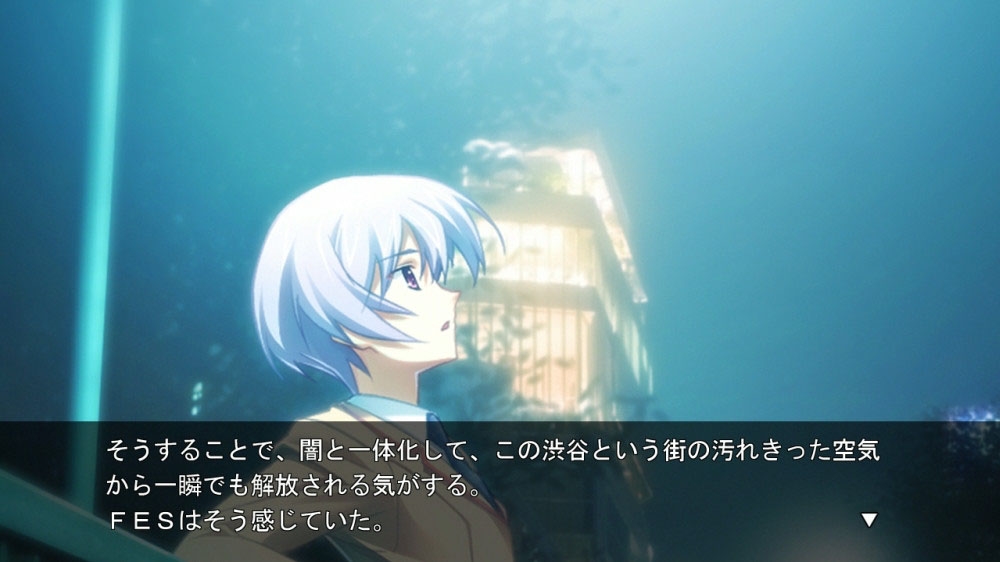 そうすることで、闇と一体化して、この渋谷という街の汚れきった空気
から一瞬でも解放される気がする。
ＦＥＳはそう感じていた。